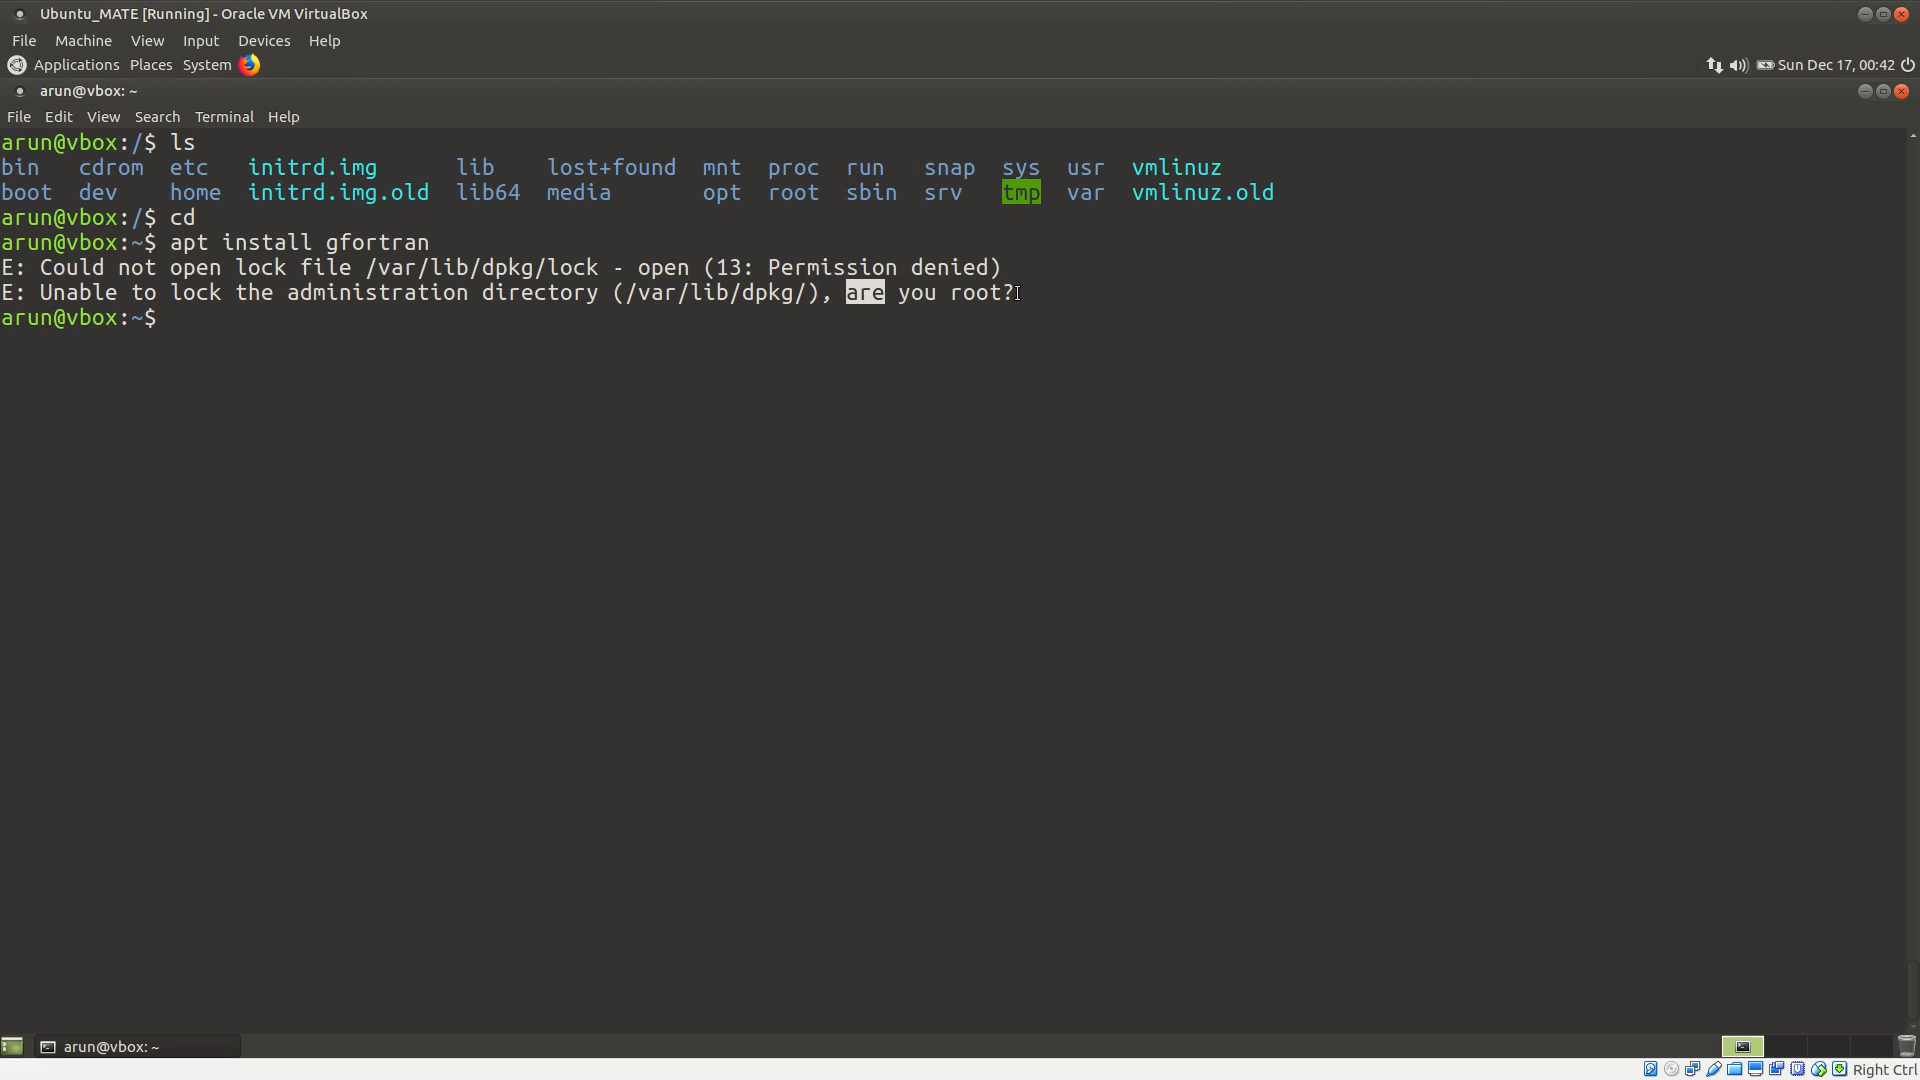 Ubuntu_MATE [Running] - Oracle VM VirtualBox
File Machine View Input Devices Help
Applications Places System Sun Dec 17, 00:42
arun@vbox: ~
File Edit View Search Terminal Help
arun@vbox:/$ ls
bin cdrom etc initrd.img lib lost+found mnt proc run snap sys usr vmlinuz
boot dev home initrd.img.old lib64 media opt root sbin srv tmp var vmlinuz.old
arun@vbox:/$ cd
arun@vbox:~$ apt install gfortran
E: Could not open lock file /var/lib/dpkg/lock - open (13: Permission denied)
E: Unable to lock the administration directory (/var/lib/dpkg/), are you root?
arun@vbox:~$
arun@vbox: ~
Right Ctrl